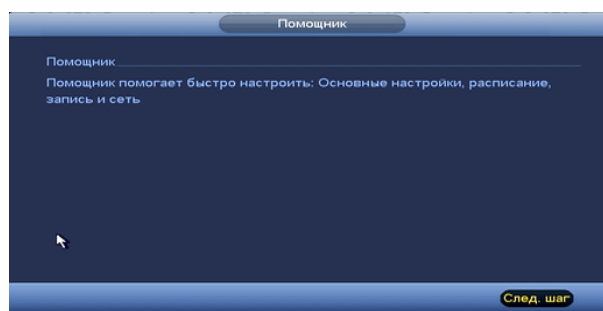 Помощник
Помощник
Помощник помогает быстро настроить: Основные настройки, расписание,
запись и сеть
След. шаг